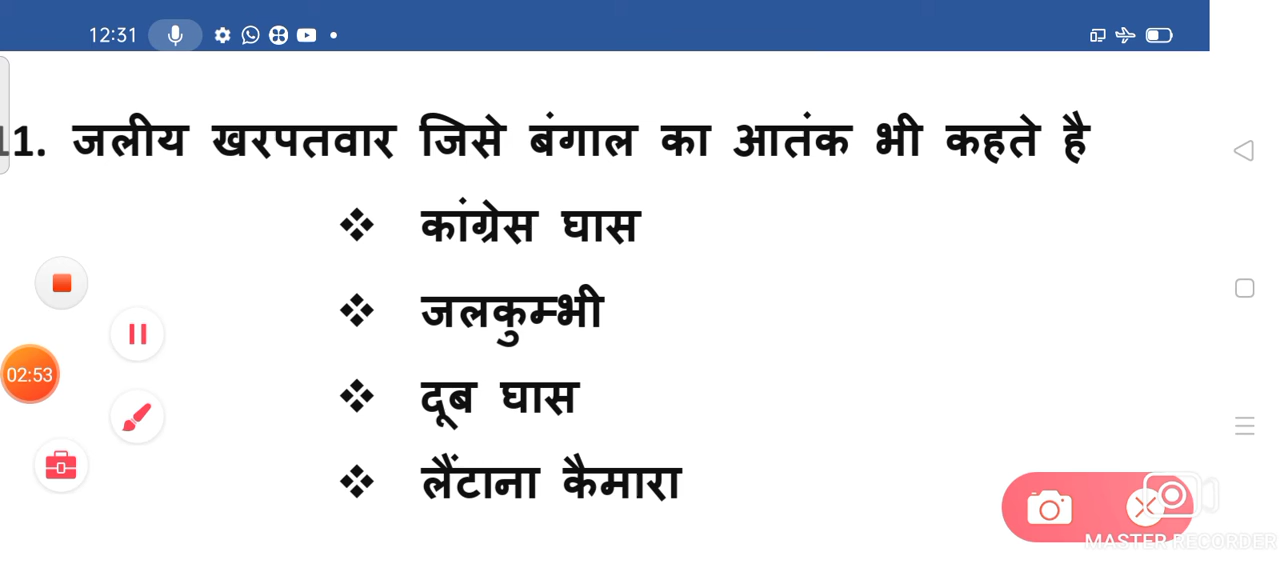 12:31
11. जलीय खरपतवार जिसे बंगाल का आतंक भी कहते है
❖ कांग्रेस घास
❖ जलकुम्भी
❖ दूब घास
❖ लैंटाना कैमारा
02:53
MASTER RECORDER